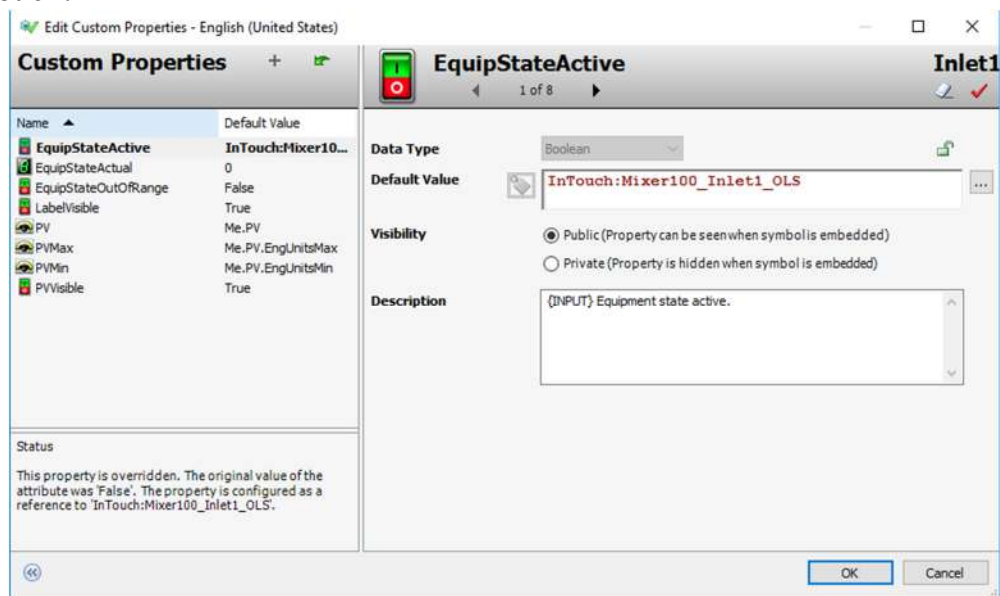 Edit Custom Properties - English (United States)
Custom Properties
EquipStateActive
Inlet1
1 of 8
Name Default Value
EquipStateActive InTouch:Mixer10...
EquipStateActual 0
EquipStateOutOfRange False
LabelVisible True
PV Me.PV
PVMax Me.PV.EngUnitsMax
PVMin Me.PV.EngUnitsMin
PVVisible True
Status
This property is overridden. The original value of the
attribute was 'False'. The property is configured as a
reference to 'InTouch:Mixer100_Inlet1_OLS'.
Data Type Boolean
Default Value InTouch:Mixer100_Inlet1_OLS ...
Visibility Public (Property can be seen when symbol is embedded)
Private (Property is hidden when symbol is embedded)
Description {INPUT} Equipment state active.
OK Cancel